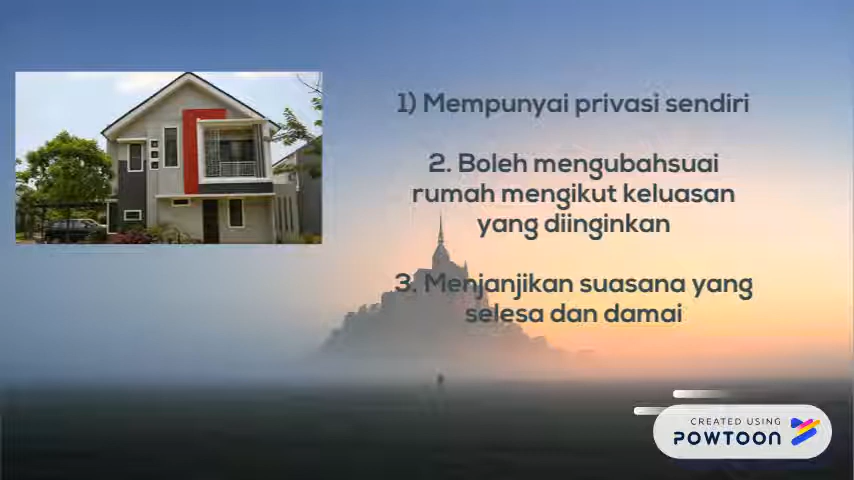 1) Mempunyai privasi sendiri
2. Boleh mengubahsuai
rumah mengikut keluasan
yang diinginkan
3. Menjanjikan suasana yang
selesa dan damai
CREATED USING
POWTOON